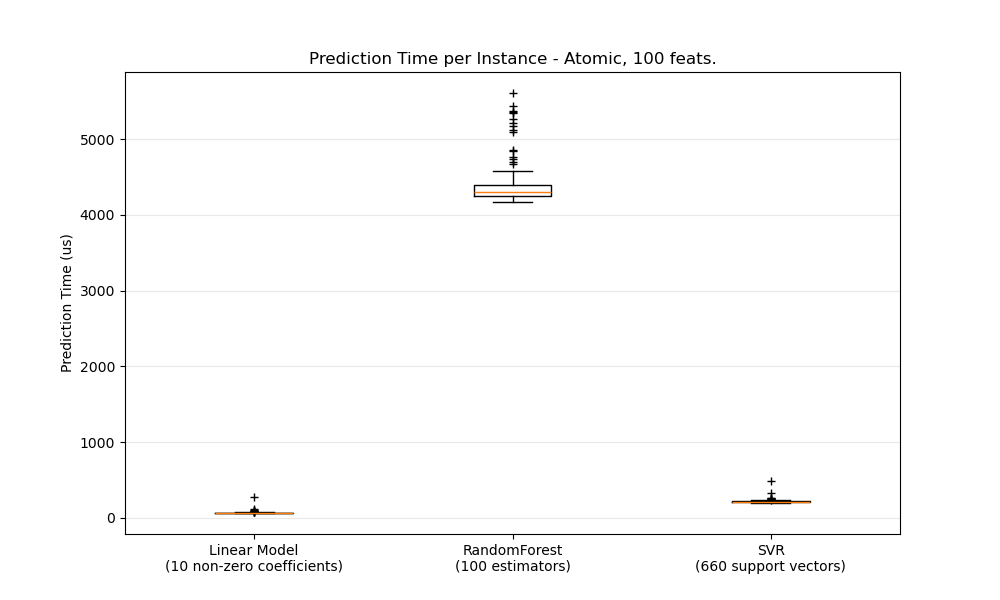 Prediction Time per Instance - Atomic, 100 feats.
Prediction Time (us)
5000
4000
3000
2000
1000
0
Linear Model
(10 non-zero coefficients)
RandomForest
(100 estimators)
SVR
(660 support vectors)